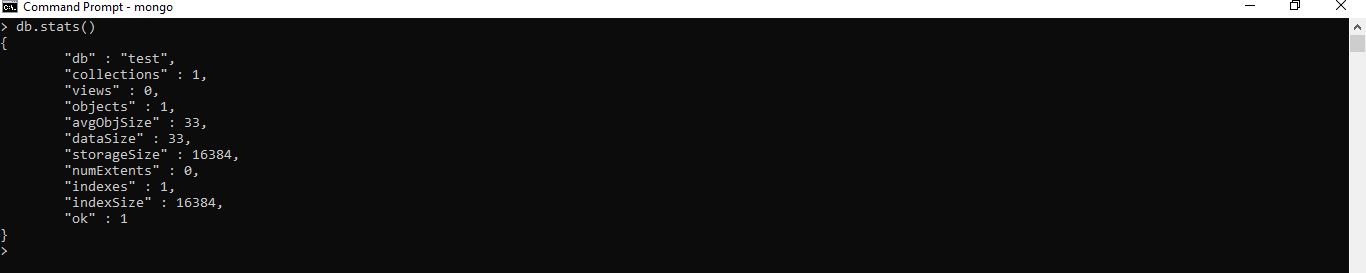 Command Prompt - mongo
> db.stats()
{
        "db" : "test",
        "collections" : 1,
        "views" : 0,
        "objects" : 1,
        "avgObjSize" : 33,
        "dataSize" : 33,
        "storageSize" : 16384,
        "numExtents" : 0,
        "indexes" : 1,
        "indexSize" : 16384,
        "ok" : 1
}
>